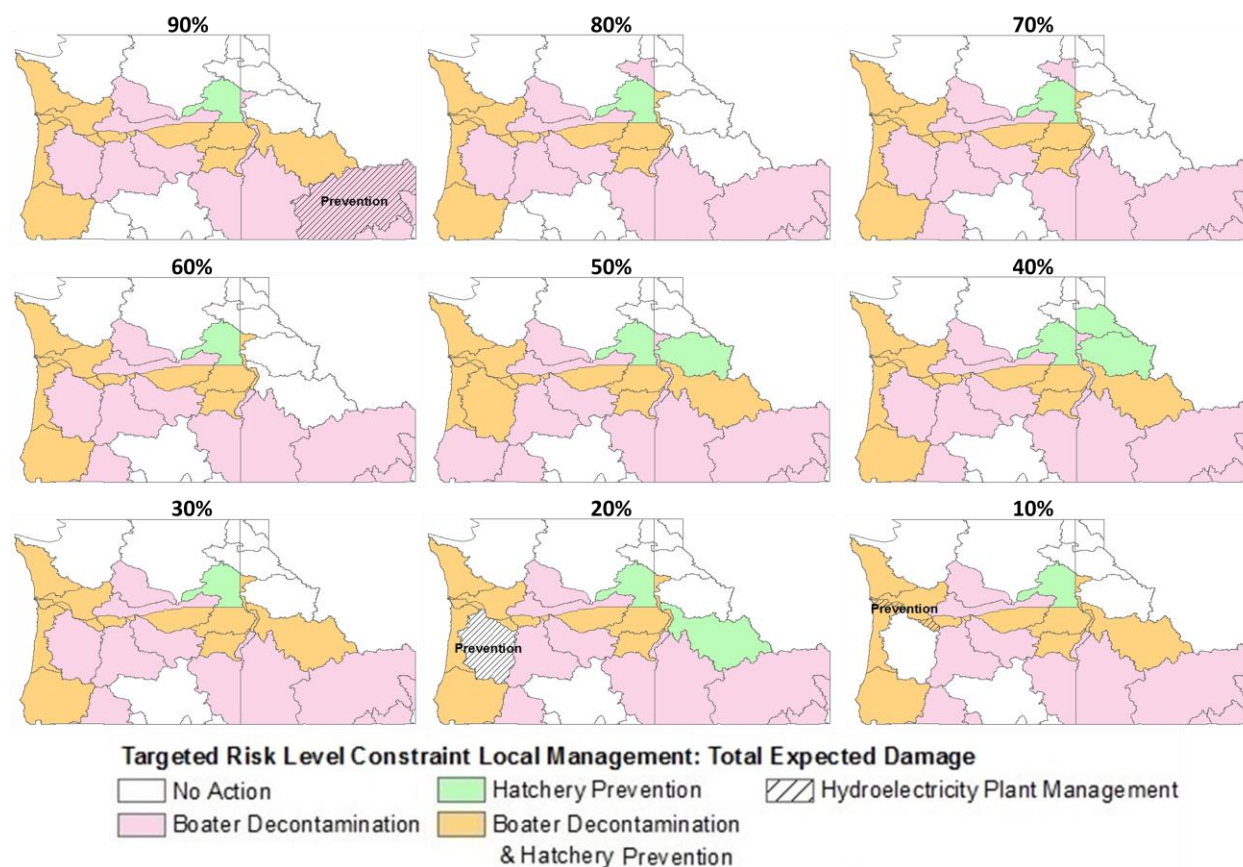 90%
80%
70%
Prevention
60%
50%
40%
30%
20%
10%
Prevention
Prevention
Targeted Risk Level Constraint Local Management: Total Expected Damage
No Action
Hatchery Prevention
Hydroelectricity Plant Management
Boater Decontamination
Boater Decontamination
& Hatchery Prevention